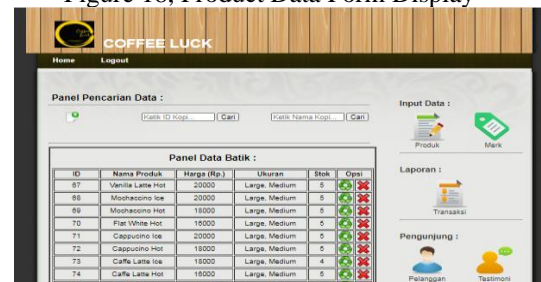 Figure 18, Product Data Form Display
COFFEE LUCK
Home Logout
Panel Pencarian Data :
Ketik ID Kopi... Cari Ketik Nama Kopi... Cari
Panel Data Batik :
ID Nama Produk Harga (Rp.) Ukuran Stok Opsi
67 Vanilla Latte Hot 20000 Large, Medium 5
68 Mochaccino Ice 20000 Large, Medium 5
69 Mochaccino Hot 18000 Large, Medium 5
70 Flat White Hot 16000 Large, Medium 5
71 Cappucino Ice 20000 Large, Medium 5
72 Cappucino Hot 18000 Large, Medium 5
73 Caffe Latte Ice 18000 Large, Medium 4
74 Caffe Latte Hot 16000 Large, Medium 5
Input Data :
Produk Merk
Laporan :
Transaksi
Pengunjung :
Pelanggan Testimoni